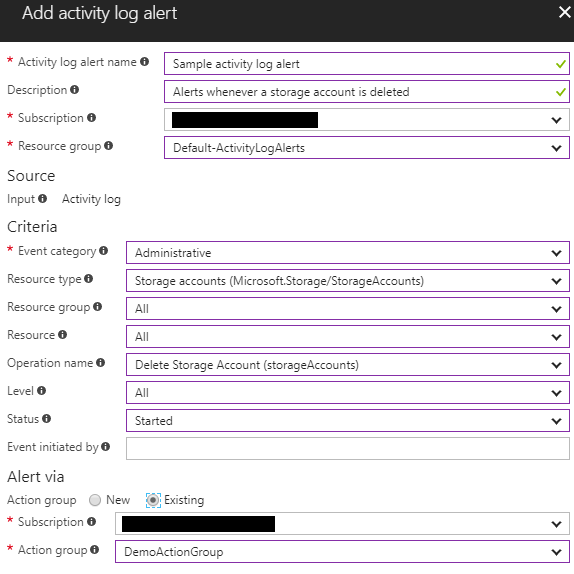 Add activity log alert
* Activity log alert name Sample activity log alert
Description Alerts whenever a storage account is deleted
* Subscription
* Resource group Default-ActivityLogAlerts
Source
Input Activity log
Criteria
* Event category Administrative
Resource type Storage accounts (Microsoft.Storage/StorageAccounts)
Resource group All
Resource All
Operation name Delete Storage Account (storageAccounts)
Level All
Status Started
Event initiated by
Alert via
Action group New Existing
* Subscription
* Action group DemoActionGroup